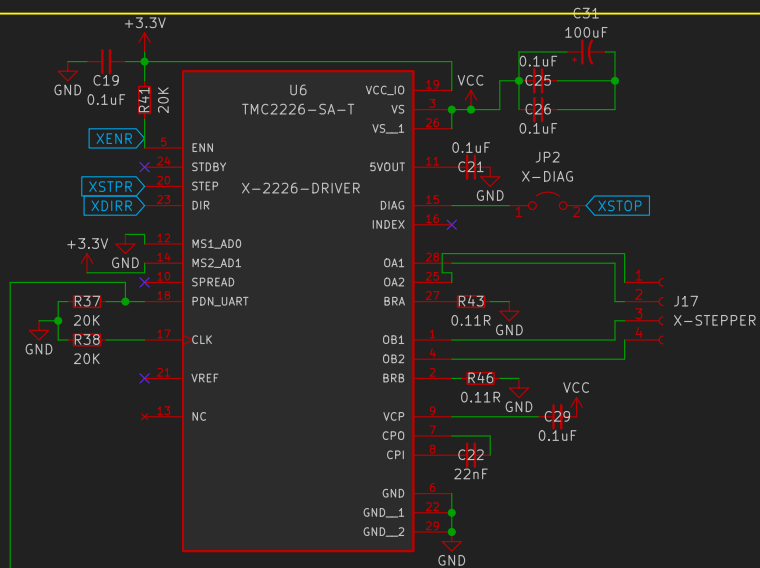 C31
100uF
+3.3V
0.1uF
C25
C26
0.1uF
GND
C19
0.1uF
R41
20K
U6
TMC2226-SA-T
X-2226-DRIVER
VCC
XENR
XSTPR
XDIRR
5 ENN
24 STDBY
20 STEP
23 DIR
12 MS1_AD0
14 MS2_AD1
10 SPREAD
18 PDN_UART
17 CLK
21 VREF
13 NC
+3.3V
GND
R37
20K
R38
20K
GND
VCC_IO 19
VS 3
VS__1 26
5VOUT 11
DIAG 15
INDEX 16
OA1 28
OA2 25
BRA 27
OB1 1
OB2 4
BRB 2
VCP 9
CPO 7
CPI 8
GND 6
GND__1 22
GND__2 29
0.1uF
C21
GND
JP2
X-DIAG
1 2
XSTOP
R43
0.11R
GND
1
2
3
4
J17
X-STEPPER
R46
0.11R
GND
VCC
C29
0.1uF
C22
22nF
GND